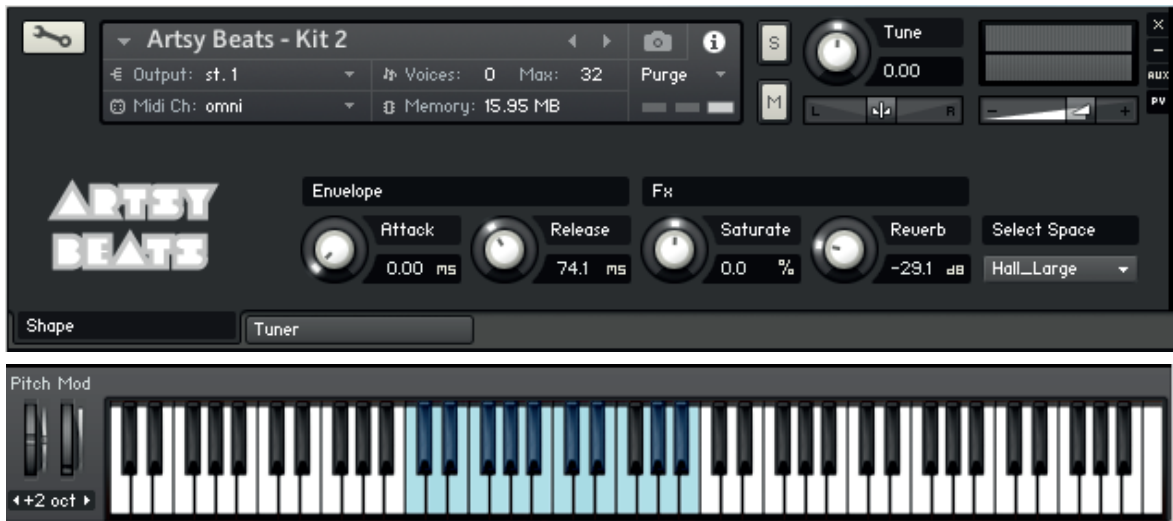 Artsy Beats - Kit 2
Output: st. 1
Voices: 0 Max: 32
Purge
Midi Ch: omni
Memory: 15.95 MB
S
M
Tune
0.00
L R
- +
×
-
AUX
PV
ARTSY
BEATS
Envelope
Attack
0.00 ms
Release
74.1 ms
Fx
Saturate
0.0 %
Reverb
-29.1 dB
Select Space
Hall_Large
Shape
Tuner
Pitch Mod
+2 oct